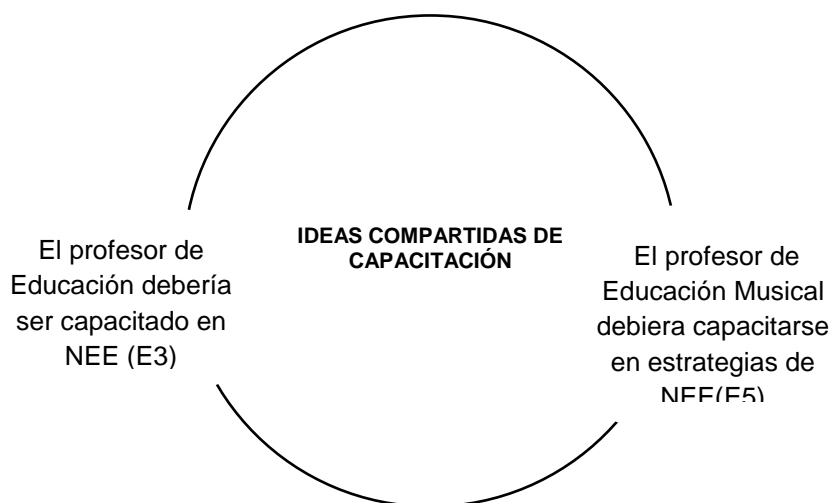 IDEAS COMPARTIDAS DE
CAPACITACIÓN
El profesor de
Educación debería
ser capacitado en
NEE (E3)
El profesor de
Educación Musical
debiera capacitarse
en estrategias de
NEE(E5)